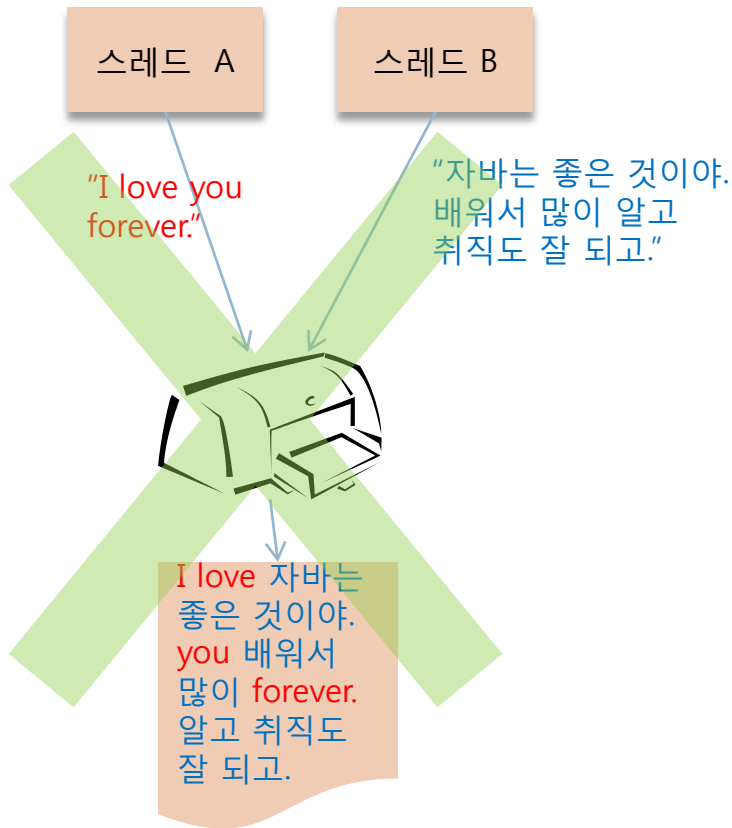 스레드 A
스레드 B
"I love you
forever."
"자바는 좋은 것이야.
배워서 많이 알고
취직도 잘 되고."
I love 자바는
좋은 것이야.
you 배워서
많이 forever.
알고 취직도
잘 되고.